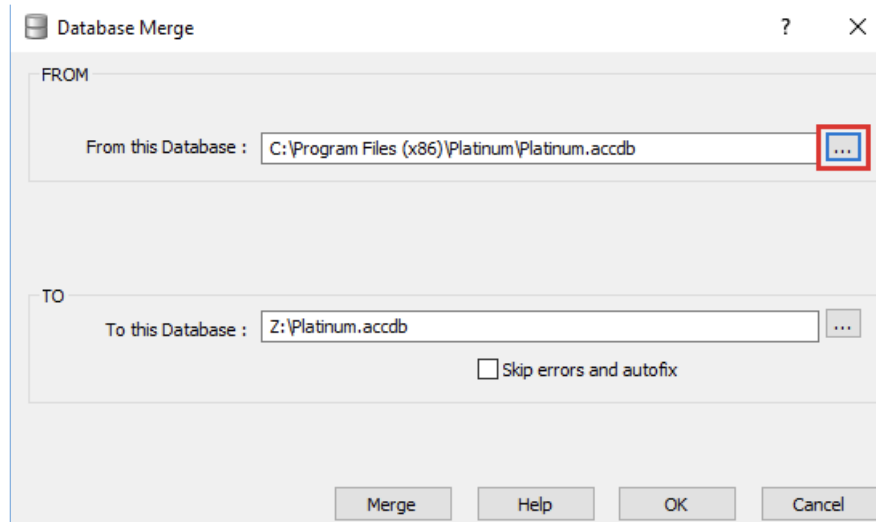 Database Merge ? ×
FROM
From this Database : C:\Program Files (x86)\Platinum\Platinum.accdb ...
TO
To this Database : Z:\Platinum.accdb ...
Skip errors and autofix
Merge Help OK Cancel